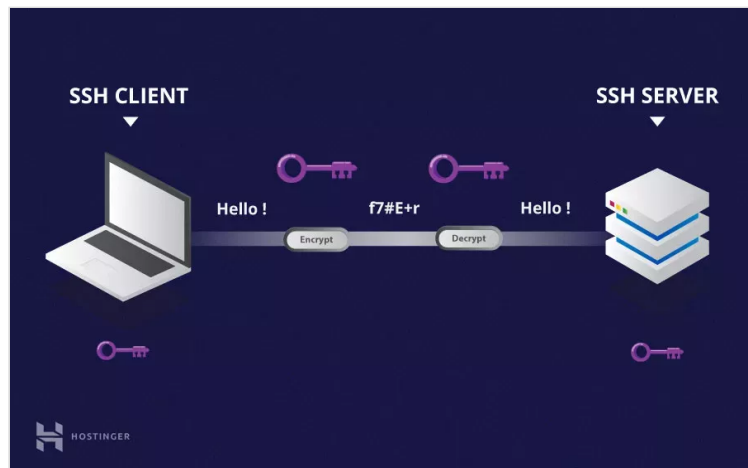 SSH CLIENT
SSH SERVER
Hello !
f7#E+r
Hello !
Encrypt
Decrypt
HOSTINGER